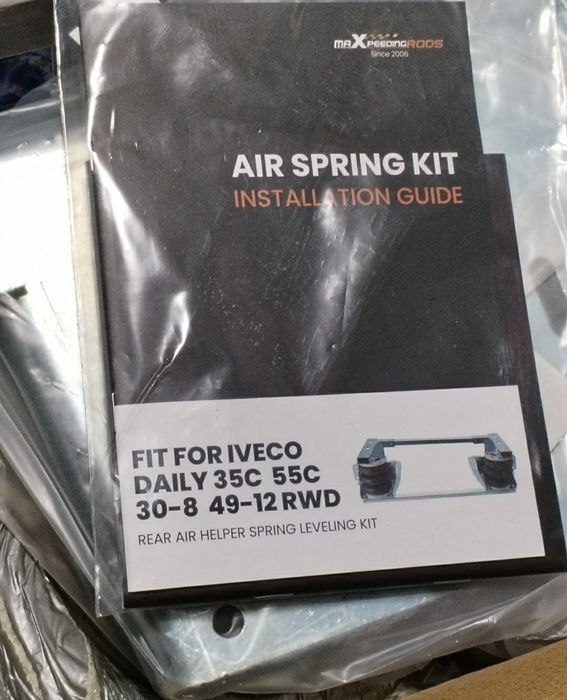 maXpeedingRODS
Since 2006
AIR SPRING KIT
INSTALLATION GUIDE
FIT FOR IVECO
DAILY 35C 55C
30-8 49-12 RWD
REAR AIR HELPER SPRING LEVELING KIT